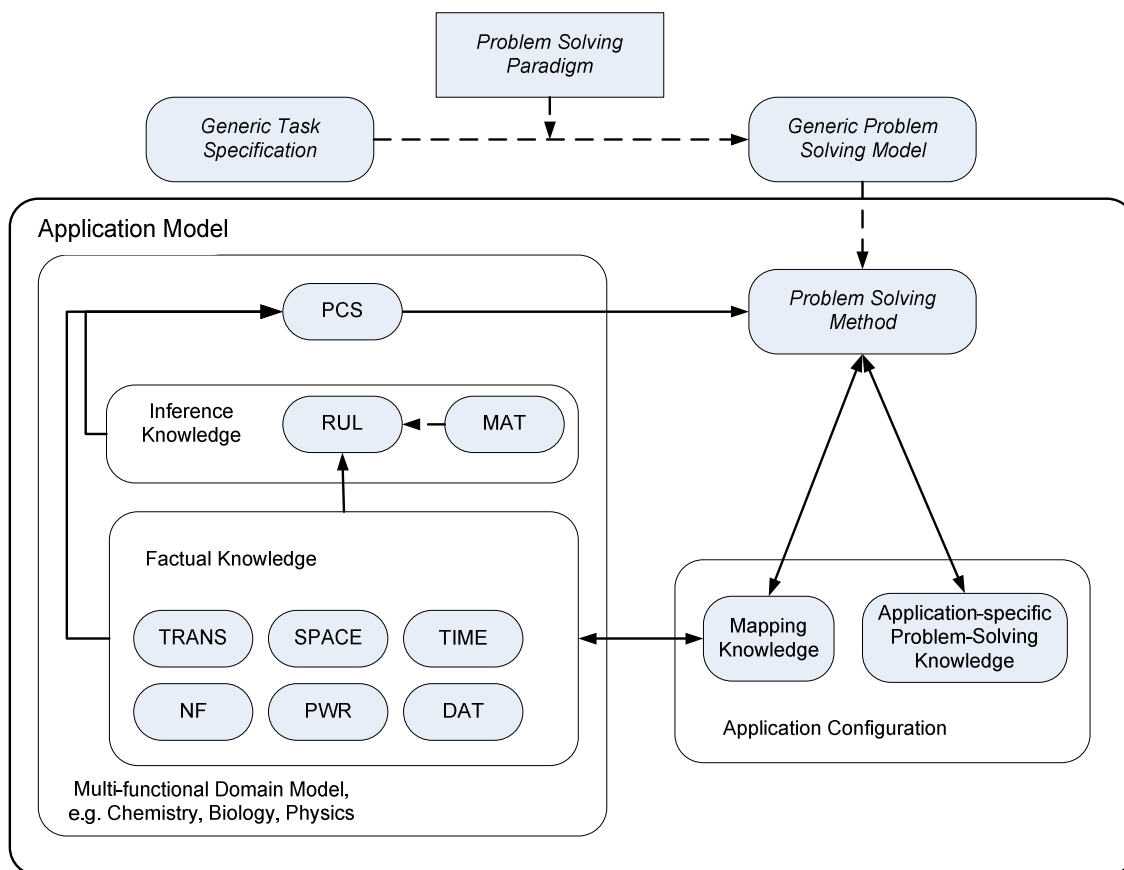 Problem Solving
Paradigm
Generic Task
Specification
Generic Problem
Solving Model
Application Model
PCS
Problem Solving
Method
Inference
Knowledge
RUL
MAT
Factual Knowledge
TRANS
SPACE
TIME
NF
PWR
DAT
Mapping
Knowledge
Application-specific
Problem-Solving
Knowledge
Application Configuration
Multi-functional Domain Model,
e.g. Chemistry, Biology, Physics